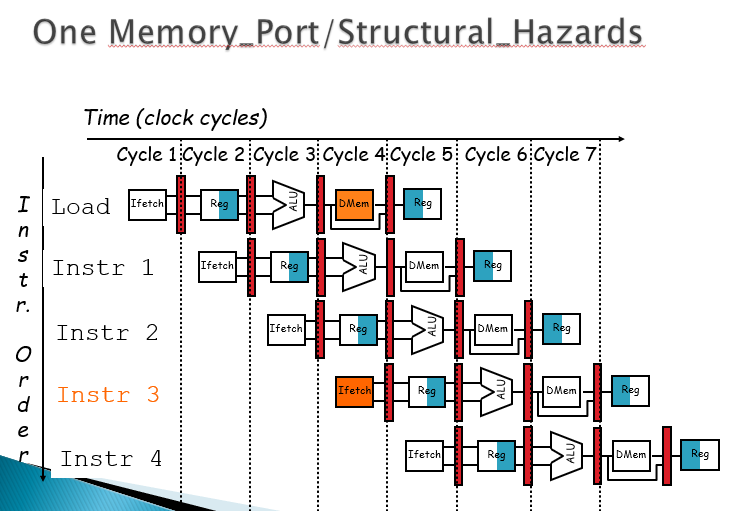 One Memory_Port/Structural_Hazards
Time (clock cycles)
Cycle 1 Cycle 2 Cycle 3 Cycle 4 Cycle 5 Cycle 6 Cycle 7
Instr. Order
Load Ifetch Reg ALU DMem Reg
Instr 1 Ifetch Reg ALU DMem Reg
Instr 2 Ifetch Reg ALU DMem Reg
Instr 3 Ifetch Reg ALU DMem Reg
Instr 4 Ifetch Reg ALU DMem Reg